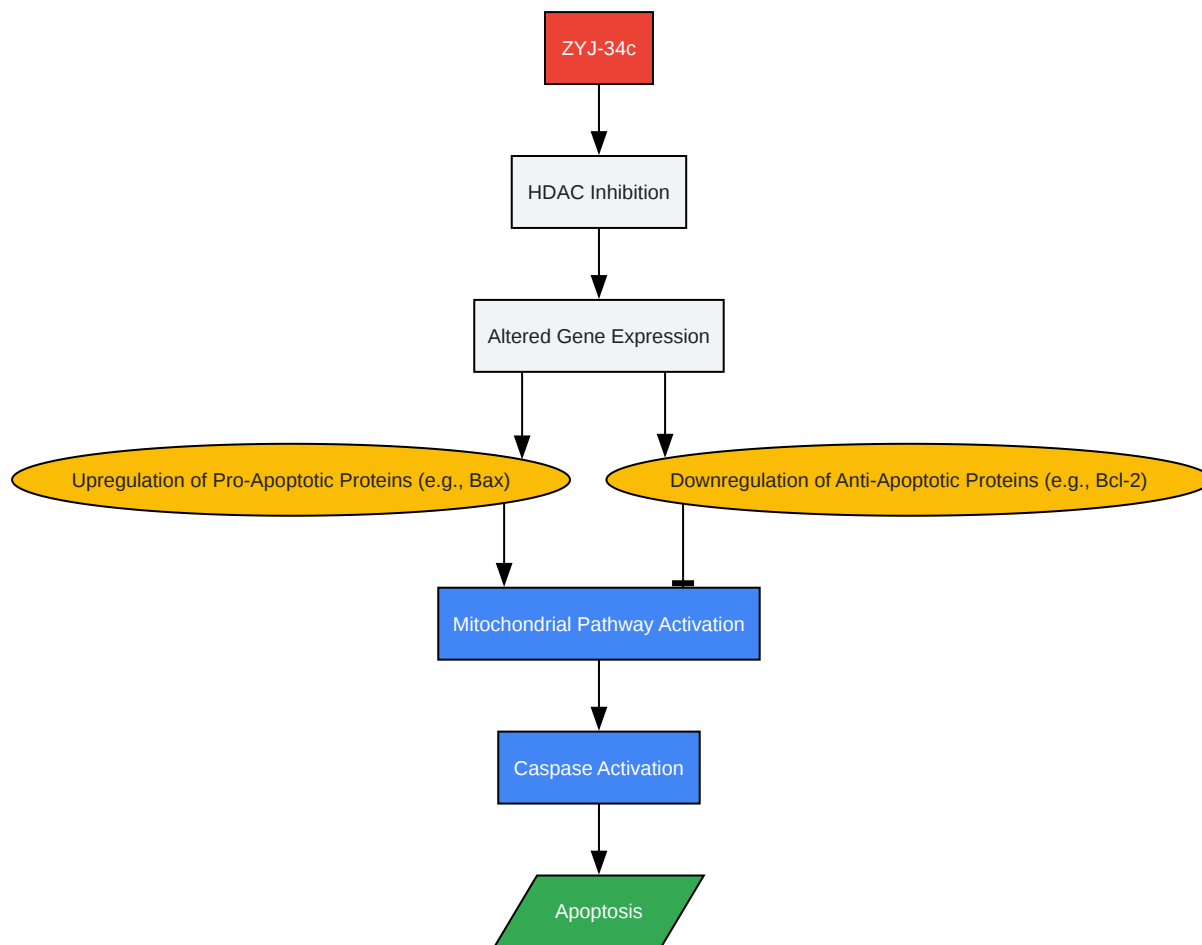 ZYJ-34c
HDAC Inhibition
Altered Gene Expression
Upregulation of Pro-Apoptotic Proteins (e.g., Bax)
Downregulation of Anti-Apoptotic Proteins (e.g., Bcl-2)
Mitochondrial Pathway Activation
Caspase Activation
Apoptosis